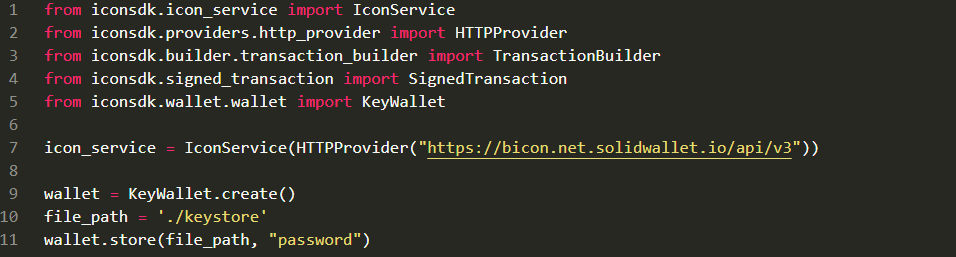 1 from iconsdk.icon_service import IconService
2 from iconsdk.providers.http_provider import HTTPProvider
3 from iconsdk.builder.transaction_builder import TransactionBuilder
4 from iconsdk.signed_transaction import SignedTransaction
5 from iconsdk.wallet.wallet import KeyWallet
6
7 icon_service = IconService(HTTPProvider("https://bicon.net.solidwallet.io/api/v3"))
8
9 wallet = KeyWallet.create()
10 file_path = './keystore'
11 wallet.store(file_path, "password")